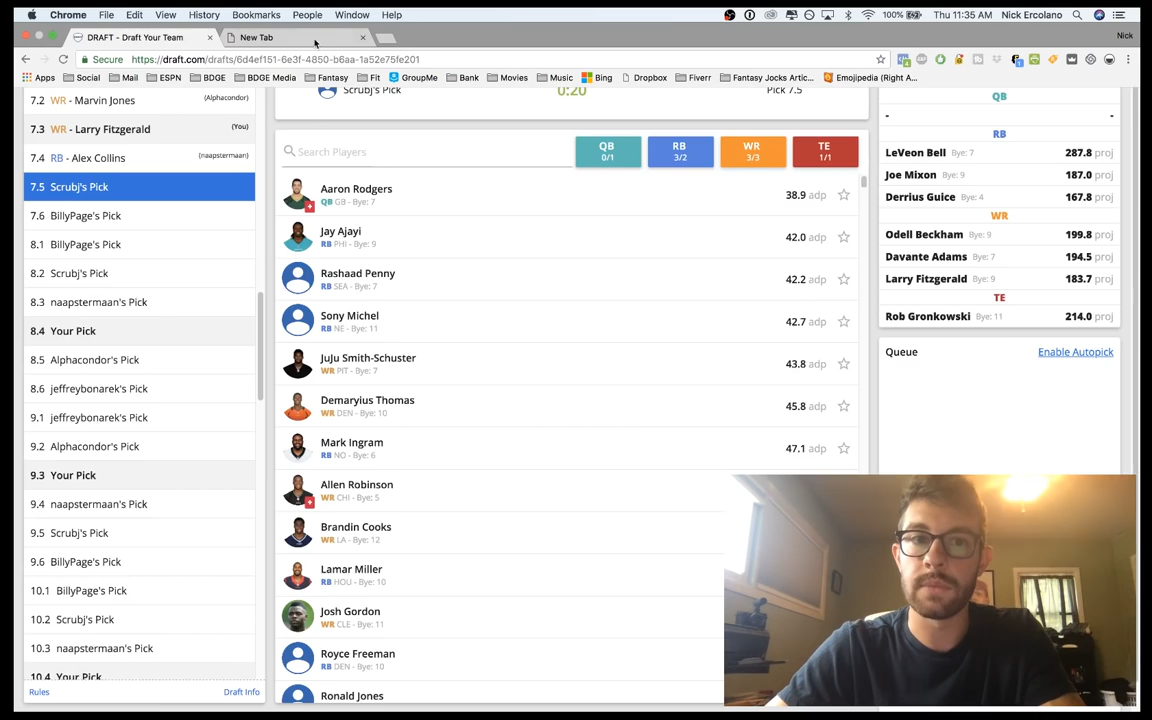 Chrome File Edit View History Bookmarks People Window Help 100% Thu 11:35 AM Nick Ercolano
DRAFT - Draft Your Team × New Tab × Nick
Secure https://draft.com/drafts/6d4ef151-6e3f-4850-b6aa-1a52e75fe201
Apps Social Mail ESPN BDGE BDGE Media Fantasy Fit GroupMe Bank Movies Music Bing Dropbox Fiverr Fantasy Jocks Artic... Emojipedia (Right A...
7.2 WR - Marvin Jones (Alphacondor)
7.3 WR - Larry Fitzgerald (You)
7.4 RB - Alex Collins (naapsterman)
7.5 Scrubj's Pick
7.6 BillyPage's Pick
8.1 BillyPage's Pick
8.2 Scrubj's Pick
8.3 naapstermaan's Pick
8.4 Your Pick
8.5 Alphacondor's Pick
8.6 jeffreybonarek's Pick
9.1 jeffreybonarek's Pick
9.2 Alphacondor's Pick
9.3 Your Pick
9.4 naapstermaan's Pick
9.5 Scrubj's Pick
9.6 BillyPage's Pick
10.1 BillyPage's Pick
10.2 Scrubj's Pick
10.3 naapstermaan's Pick
10.4 Your Pick
Rules Draft Info
Scrubj's Pick 0:20 Pick 7.5
Search Players
QB RB WR TE
0/1 3/2 3/3 1/1
Aaron Rodgers 38.9 adp
QB GB - Bye: 7
Jay Ajayi 42.0 adp
RB PHI - Bye: 9
Rashaad Penny 42.2 adp
RB SEA - Bye: 7
Sony Michel 42.7 adp
RB NE - Bye: 11
JuJu Smith-Schuster 43.8 adp
WR PIT - Bye: 7
Demaryius Thomas 45.8 adp
WR DEN - Bye: 10
Mark Ingram 47.1 adp
RB NO - Bye: 6
Allen Robinson
WR CHI - Bye: 5
Brandin Cooks
WR LA - Bye: 12
Lamar Miller
RB HOU - Bye: 10
Josh Gordon
WR CLE - Bye: 11
Royce Freeman
RB DEN - Bye: 10
Ronald Jones
QB
- -
RB
LeVeon Bell Bye: 7 287.8 proj
Joe Mixon Bye: 9 187.0 proj
Derrius Guice Bye: 4 167.8 proj
WR
Odell Beckham Bye: 9 199.8 proj
Davante Adams Bye: 7 194.5 proj
Larry Fitzgerald Bye: 9 183.7 proj
TE
Rob Gronkowski Bye: 11 214.0 proj
Queue Enable Autopick